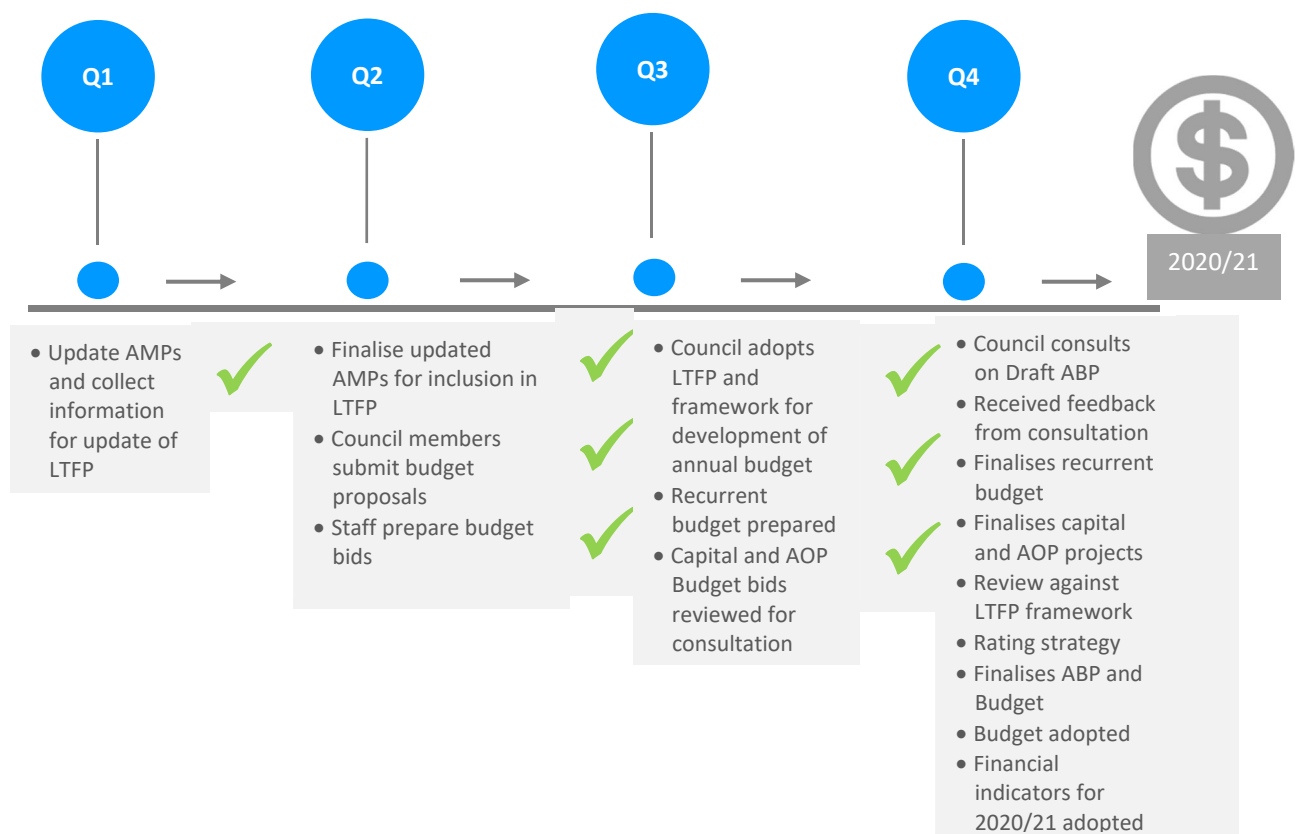 Q1
Q2
Q3
Q4
$
2020/21
• Update AMPs
and collect
information
for update of
LTFP
• Finalise updated
AMPs for inclusion in
LTFP
• Council members
submit budget
proposals
• Staff prepare budget
bids
• Council adopts
LTFP and
framework for
development of
annual budget
• Recurrent
budget prepared
• Capital and AOP
Budget bids
reviewed for
consultation
• Council consults
on Draft ABP
• Received feedback
from consultation
• Finalises recurrent
budget
• Finalises capital
and AOP projects
• Review against
LTFP framework
• Rating strategy
• Finalises ABP and
Budget
• Budget adopted
• Financial
indicators for
2020/21 adopted